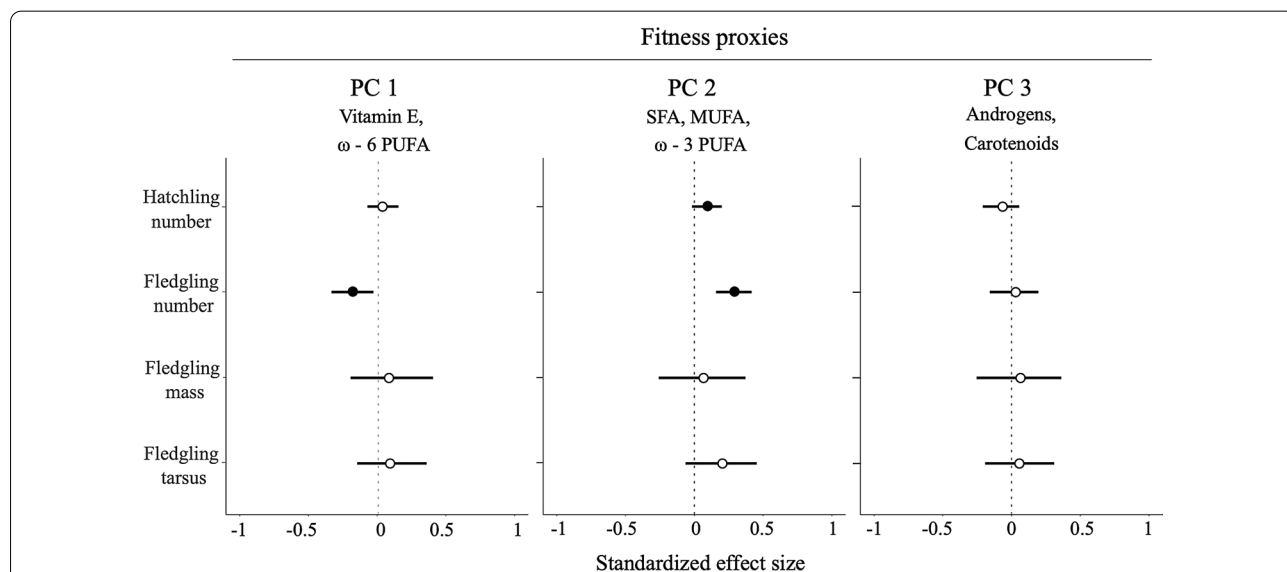 Fitness proxies
PC 1
Vitamin E,
ω - 6 PUFA
PC 2
SFA, MUFA,
ω - 3 PUFA
PC 3
Androgens,
Carotenoids
Hatchling
number
Fledgling
number
Fledgling
mass
Fledgling
tarsus
-1 -0.5 0 0.5 1
-1 -0.5 0 0.5 1
-1 -0.5 0 0.5 1
Standardized effect size